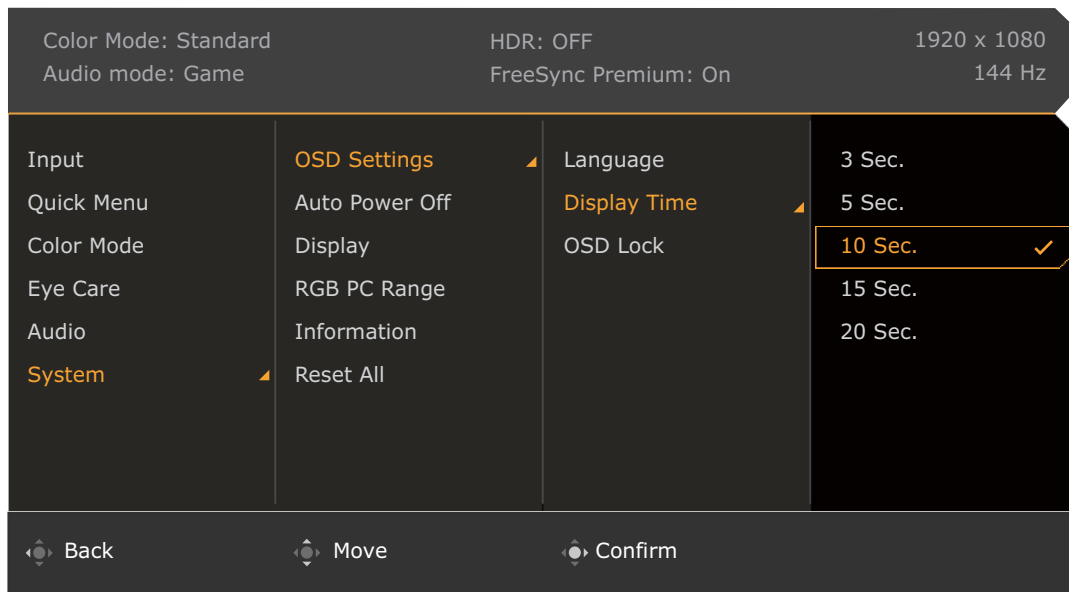 Color Mode: Standard
Audio mode: Game
HDR: OFF
FreeSync Premium: On
1920 x 1080
144 Hz
Input
Quick Menu
Color Mode
Eye Care
Audio
System
OSD Settings
Auto Power Off
Display
RGB PC Range
Information
Reset All
Language
Display Time
OSD Lock
3 Sec.
5 Sec.
10 Sec.
15 Sec.
20 Sec.
Back
Move
Confirm